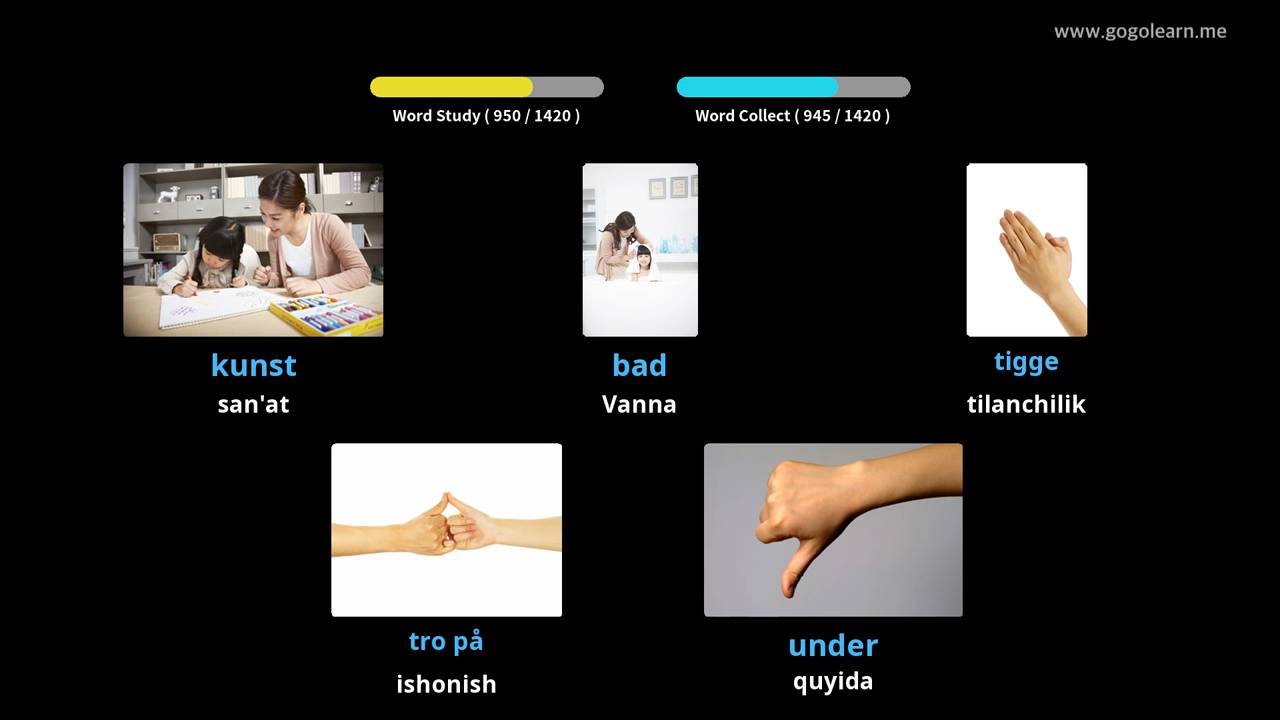 www.gogolearn.me
Word Study ( 950 / 1420 )
Word Collect ( 945 / 1420 )
kunst
san'at
bad
Vanna
tigge
tilanchilik
tro på
ishonish
under
quyida